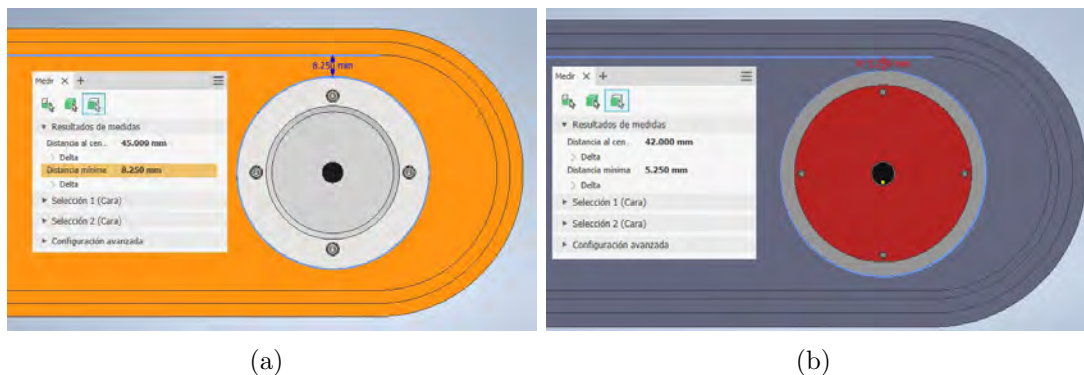 8.250 mm
Medir × +
Resultados de medidas
Distancia al cen.. 45.000 mm
Delta
Distancia mínima 8.250 mm
Delta
Selección 1 (Cara)
Selección 2 (Cara)
Configuración avanzada
(a)
Medir × +
Resultados de medidas
Distancia al cen.. 42.000 mm
Delta
Distancia mínima 5.250 mm
Delta
Selección 1 (Cara)
Selección 2 (Cara)
Configuración avanzada
(b)